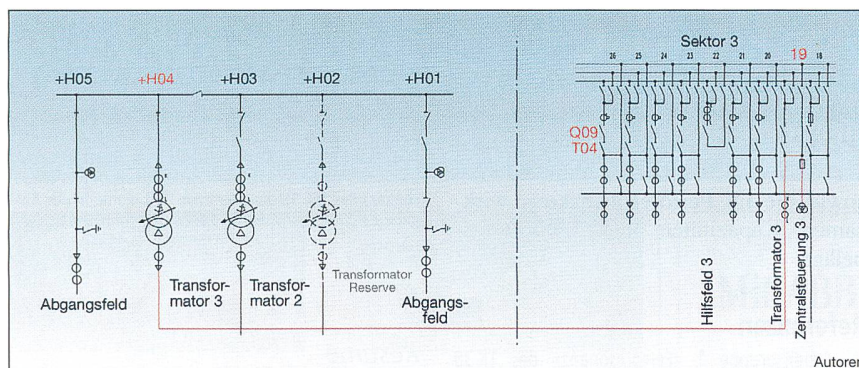 Sektor 3
+H05 +H04 +H03 +H02 +H01
26 25 24 23 22 21 20 19 18
Q09
T04
Abgangsfeld
Transfor-
mator 3
Transfor-
mator 2
Transformator
Reserve
Abgangs-
feld
Hilfsfeld 3
Transformator 3
Zentralsteuerung 3
Autoren